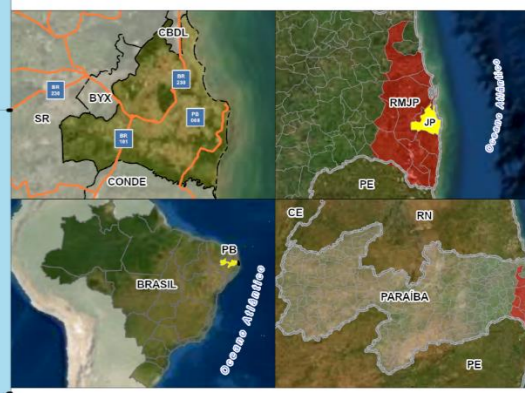 CBDL
BR
230
BR
230
BYX
PB
008
SR
BR
101
CONDE
RMJP
JP
PE
Oceano Atlântico
PB
BRASIL
Oceano Atlântico
CE
RN
PARAÍBA
PE